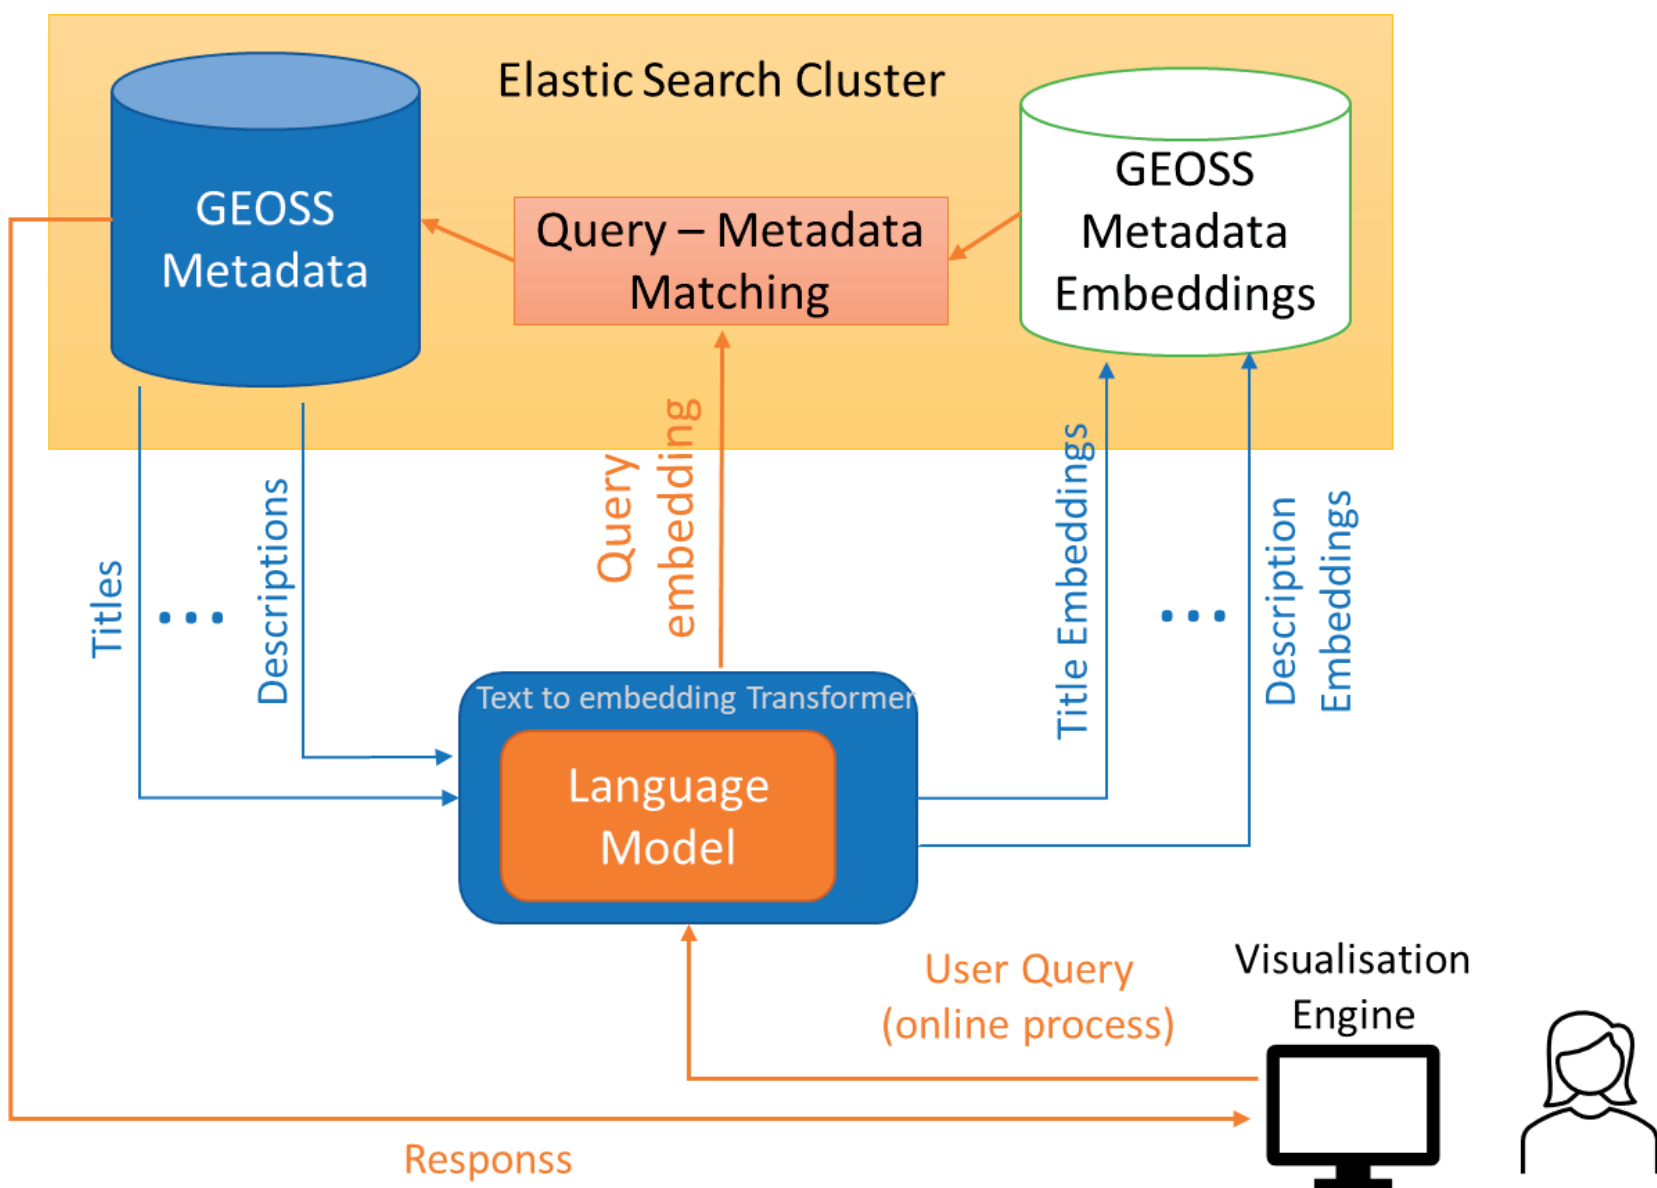 Elastic Search Cluster
GEOSS
Metadata
Query – Metadata
Matching
GEOSS
Metadata
Embeddings
Titles
...
Descriptions
Query
embedding
Title Embeddings
...
Description
Embeddings
Text to embedding Transformer
Language
Model
User Query
(online process)
Visualisation
Engine
Responss